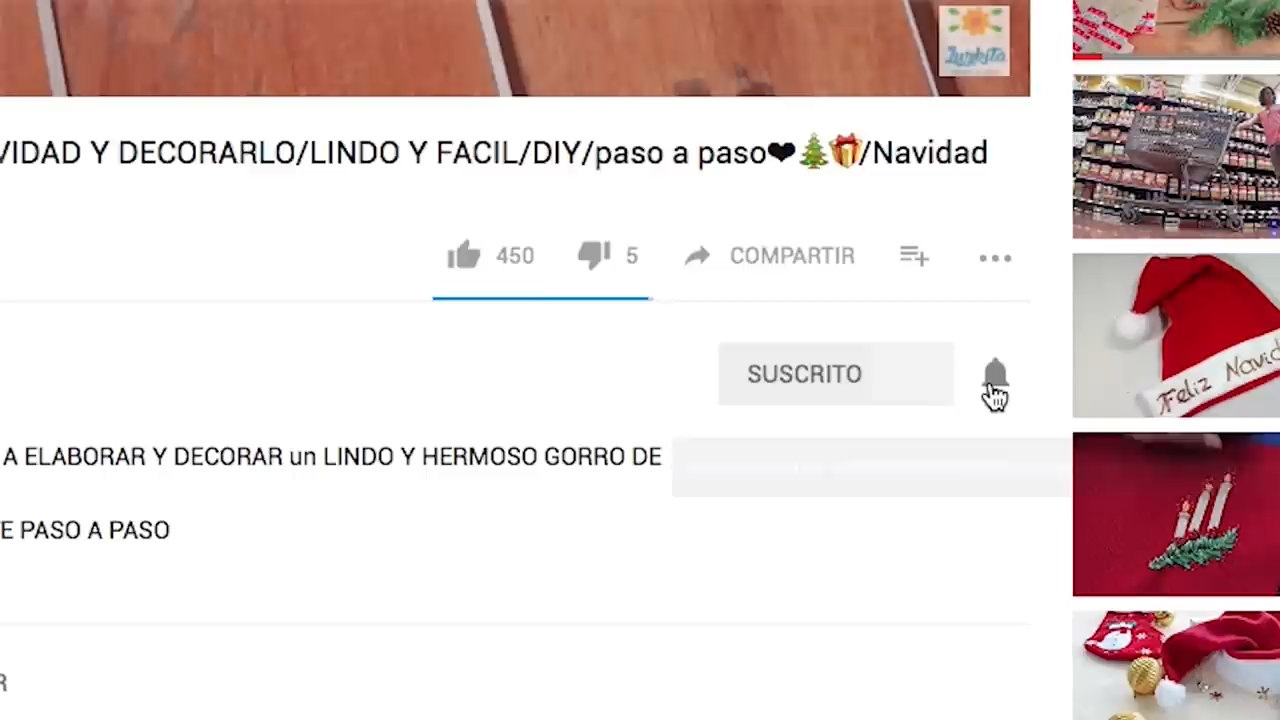 Luzkita
VIDAD Y DECORARLO/LINDO Y FACIL/DIY/paso a paso❤🎄🎁/Navidad
450 5 COMPARTIR
SUSCRITO
Feliz Navid
A ELABORAR Y DECORAR un LINDO Y HERMOSO GORRO DE
E PASO A PASO
R